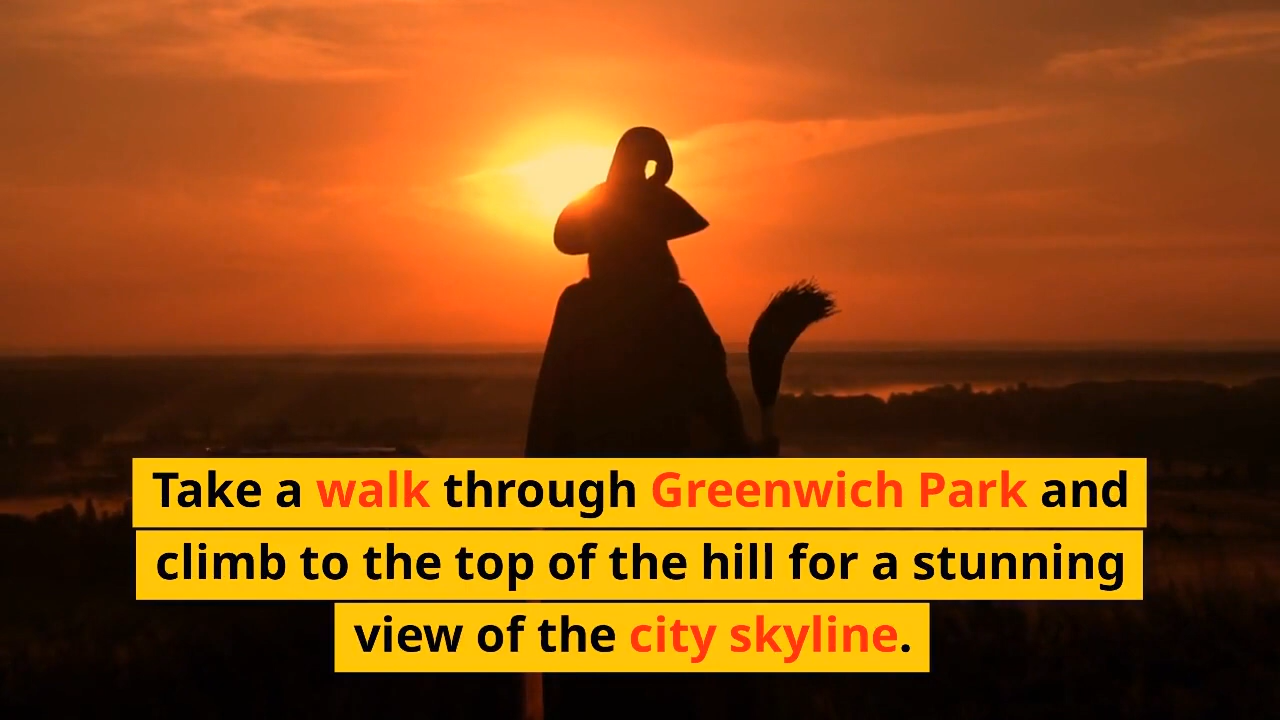 Take a walk through Greenwich Park and
climb to the top of the hill for a stunning
view of the city skyline.